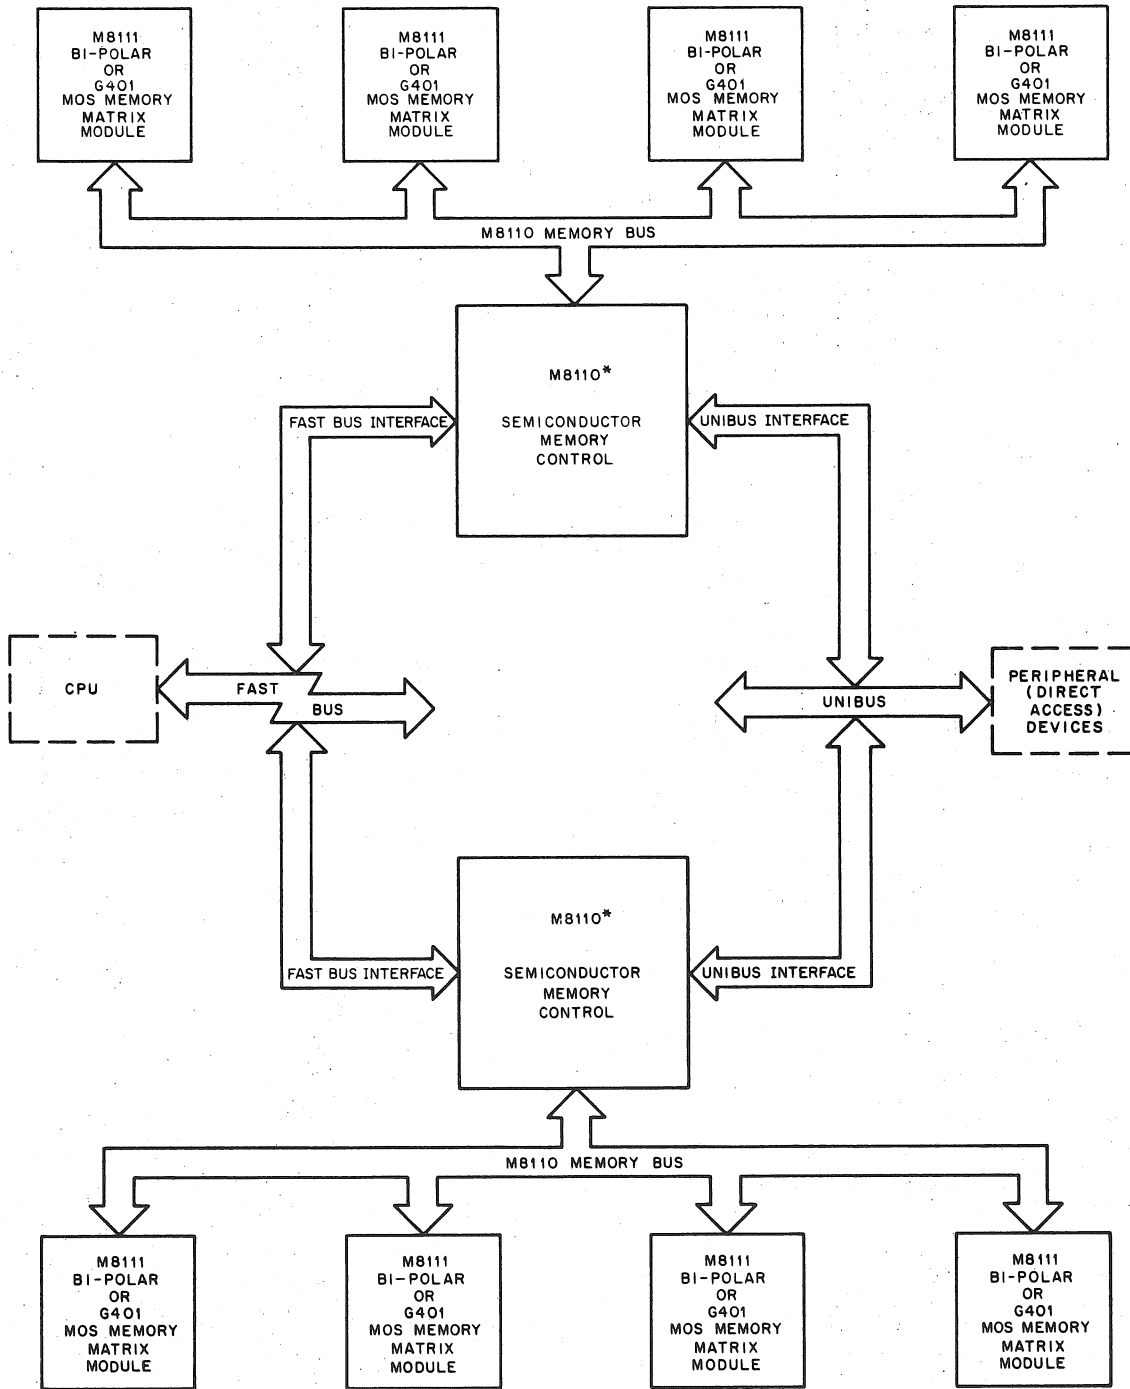 M8111
BI-POLAR
OR
G401
MOS MEMORY
MATRIX
MODULE
M8111
BI-POLAR
OR
G401
MOS MEMORY
MATRIX
MODULE
M8111
BI-POLAR
OR
G401
MOS MEMORY
MATRIX
MODULE
M8111
BI-POLAR
OR
G401
MOS MEMORY
MATRIX
MODULE
M8110 MEMORY BUS
M8110*
SEMICONDUCTOR
MEMORY
CONTROL
FAST BUS INTERFACE
UNIBUS INTERFACE
CPU
FAST
BUS
UNIBUS
PERIPHERAL
(DIRECT
ACCESS)
DEVICES
M8110*
SEMICONDUCTOR
MEMORY
CONTROL
FAST BUS INTERFACE
UNIBUS INTERFACE
M8110 MEMORY BUS
M8111
BI-POLAR
OR
G401
MOS MEMORY
MATRIX
MODULE
M8111
BI-POLAR
OR
G401
MOS MEMORY
MATRIX
MODULE
M8111
BI-POLAR
OR
G401
MOS MEMORY
MATRIX
MODULE
M8111
BI-POLAR
OR
G401
MOS MEMORY
MATRIX
MODULE